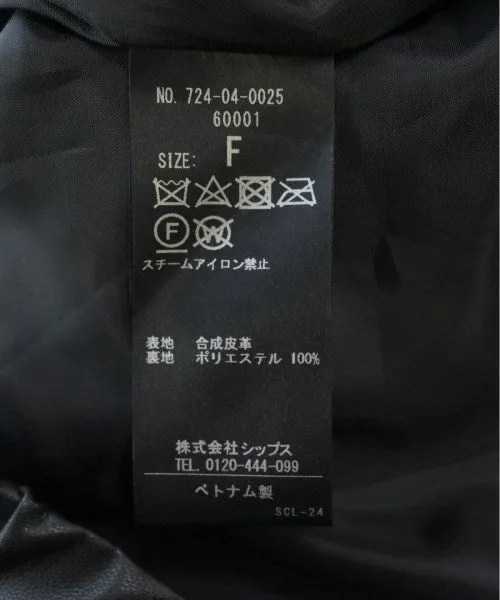 NO. 724-04-0025
60001
SIZE: F
F W
スチームアイロン禁止
表地 合成皮革
裏地 ポリエステル 100%
株式会社シップス
TEL. 0120-444-099
ベトナム製
SCL-24